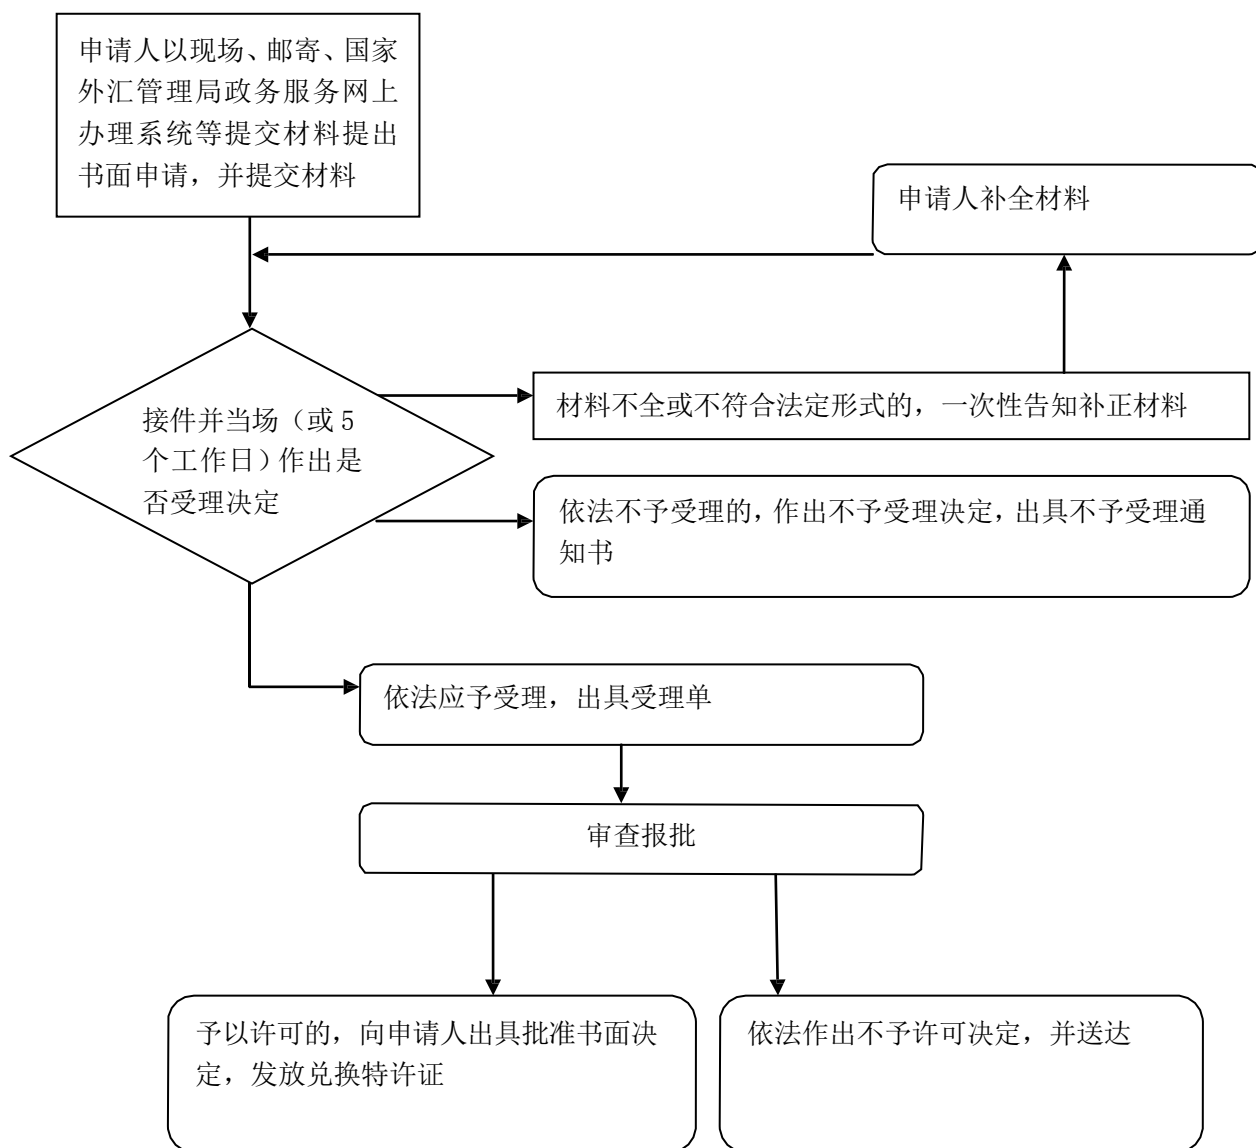 申请人以现场、邮寄、国家
外汇管理局政务服务网上
办理系统等提交材料提出
书面申请，并提交材料
申请人补全材料
接件并当场（或 5
个工作日）作出是
否受理决定
材料不全或不符合法定形式的，一次性告知补正材料
依法不予受理的，作出不予受理决定，出具不予受理通
知书
依法应予受理，出具受理单
审查报批
予以许可的，向申请人出具批准书面决
定，发放兑换特许证
依法作出不予许可决定，并送达